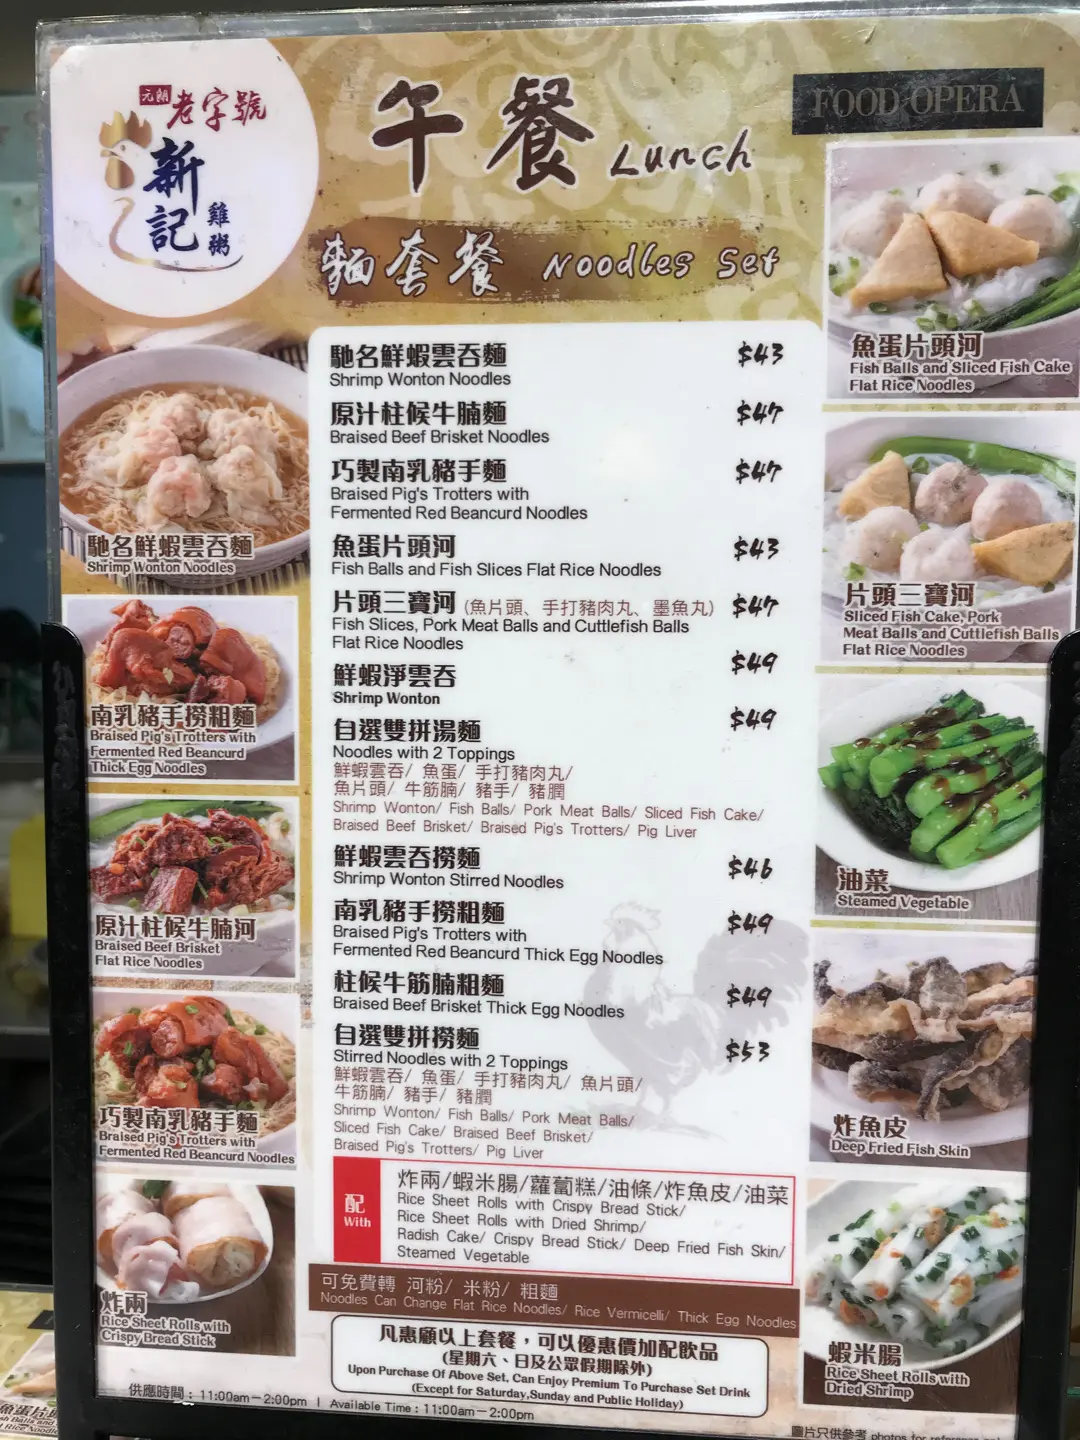 元朗 老字號
新記
雞粥
午餐 Lunch
FOOD OPERA
麵套餐 Noodles Set
馳名鮮蝦雲吞麵 $43
Shrimp Wonton Noodles
原汁柱候牛腩麵 $47
Braised Beef Brisket Noodles
巧製南乳豬手麵 $47
Braised Pig's Trotters with
Fermented Red Beancurd Noodles
魚蛋片頭河 $43
Fish Balls and Fish Slices Flat Rice Noodles
片頭三寶河 (魚片頭、手打豬肉丸、墨魚丸) $47
Fish Slices, Pork Meat Balls and Cuttlefish Balls
Flat Rice Noodles
鮮蝦淨雲吞 $49
Shrimp Wonton
自選雙拼湯麵 $49
Noodles with 2 Toppings
鮮蝦雲吞/ 魚蛋/ 手打豬肉丸/
魚片頭/ 牛筋腩/ 豬手/ 豬膶
Shrimp Wonton/ Fish Balls/ Pork Meat Balls/ Sliced Fish Cake/
Braised Beef Brisket/ Braised Pig's Trotters/ Pig Liver
鮮蝦雲吞撈麵 $46
Shrimp Wonton Stirred Noodles
南乳豬手撈粗麵 $49
Braised Pig's Trotters with
Fermented Red Beancurd Thick Egg Noodles
柱候牛筋腩粗麵 $49
Braised Beef Brisket Thick Egg Noodles
自選雙拼撈麵 $53
Stirred Noodles with 2 Toppings
鮮蝦雲吞/ 魚蛋/ 手打豬肉丸/ 魚片頭/
牛筋腩/ 豬手/ 豬膶
Shrimp Wonton/ Fish Balls/ Pork Meat Balls/
Sliced Fish Cake/ Braised Beef Brisket/
Braised Pig's Trotters/ Pig Liver
配
With
炸兩/蝦米腸/蘿蔔糕/油條/炸魚皮/油菜
Rice Sheet Rolls with Crispy Bread Stick/
Rice Sheet Rolls with Dried Shrimp/
Radish Cake/ Crispy Bread Stick/ Deep Fried Fish Skin/
Steamed Vegetable
可免費轉 河粉/ 米粉/ 粗麵
Noodles Can Change Flat Rice Noodles/ Rice Vermicelli/ Thick Egg Noodles
凡惠顧以上套餐，可以優惠價加配飲品
(星期六、日及公眾假期除外)
Upon Purchase Of Above Set, Can Enjoy Premium To Purchase Set Drink
(Except for Saturday,Sunday and Public Holiday)
供應時間 : 11:00am－2:00pm | Available Time : 11:00am－2:00pm
馳名鮮蝦雲吞麵
Shrimp Wonton Noodles
南乳豬手撈粗麵
Braised Pig's Trotters with
Fermented Red Beancurd
Thick Egg Noodles
原汁柱候牛腩河
Braised Beef Brisket
Flat Rice Noodles
巧製南乳豬手麵
Braised Pig's Trotters with
Fermented Red Beancurd Noodles
炸兩
Rice Sheet Rolls with
Crispy Bread Stick
魚蛋片頭河
Fish Balls and Sliced Fish Cake
Flat Rice Noodles
片頭三寶河
Sliced Fish Cake, Pork
Meat Balls and Cuttlefish Balls
Flat Rice Noodles
油菜
Steamed Vegetable
炸魚皮
Deep Fried Fish Skin
蝦米腸
Rice Sheet Rolls with
Dried Shrimp
圖片只供參考 photos for reference